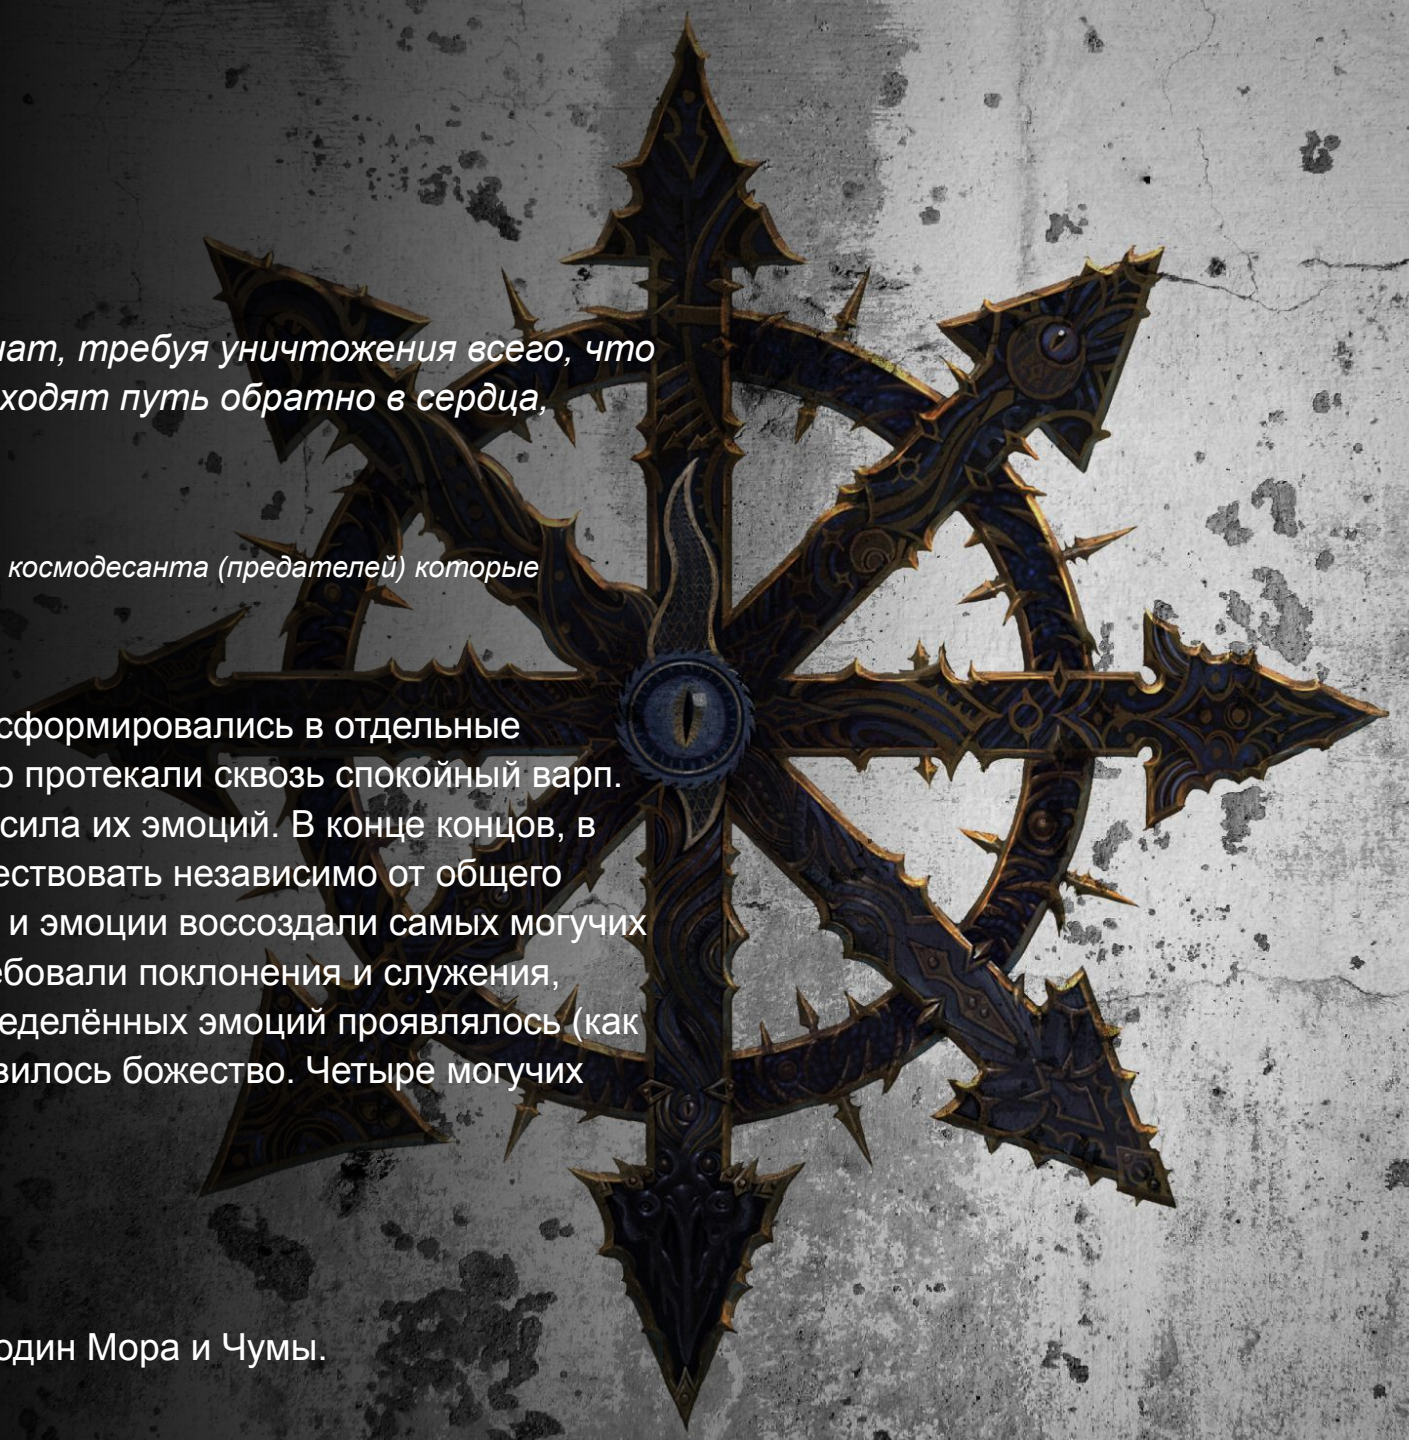 чат, требуя уничтожения всего, что
ходят путь обратно в сердца,
космодесанта (предателей) которые
сформировались в отдельные
о протекали сквозь спокойный варп.
сила их эмоций. В конце концов, в
ествовать независимо от общего
и эмоции воссоздали самых могучих
ебовали поклонения и служения,
еделённых эмоций проявлялось (как
вилось божество. Четыре могучих
один Мора и Чумы.